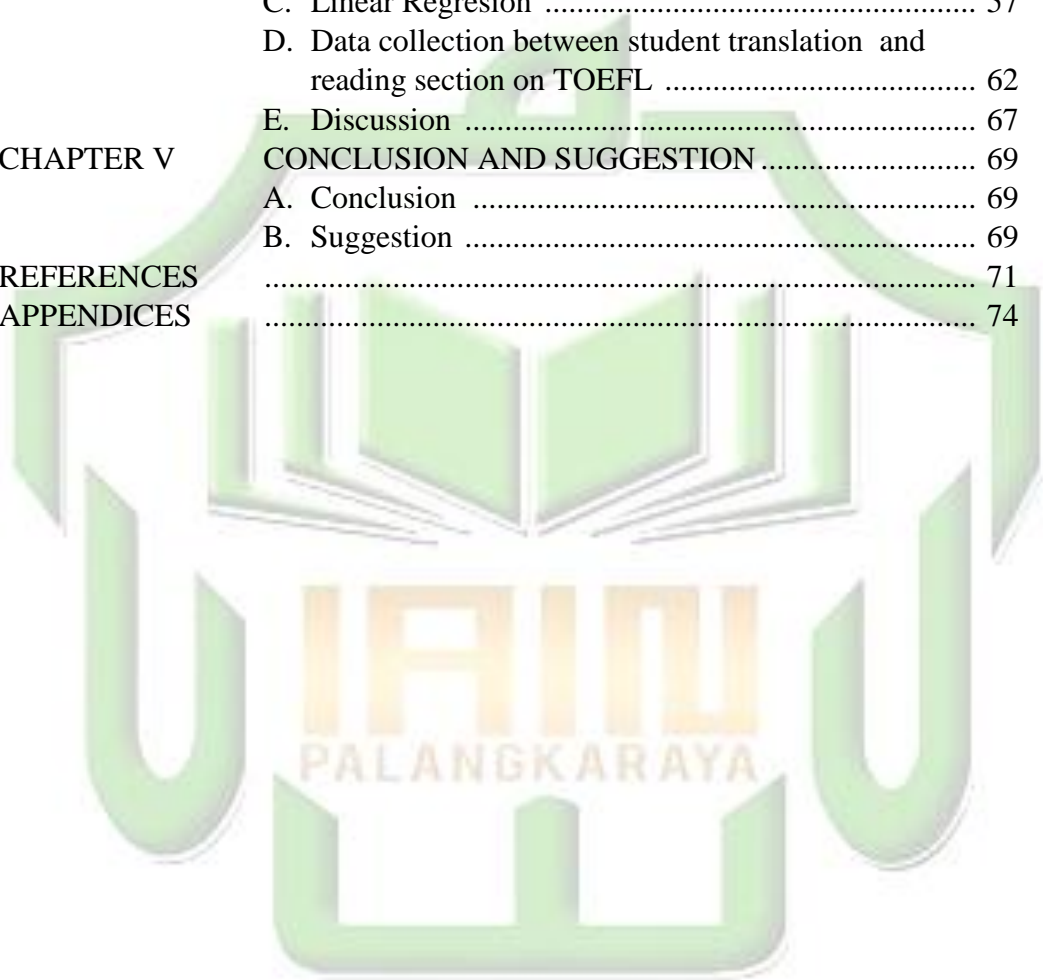 C. Linear Regresion ........................................................................ 57
D. Data collection between student translation and
reading section on TOEFL .................................... 62
E. Discussion ........................................................... 67
CHAPTER V CONCLUSION AND SUGGESTION ......................... 69
A. Conclusion .......................................................... 69
B. Suggestion ........................................................... 69
REFERENCES ................................................................................... 71
APPENDICES ................................................................................... 74
IAIN
PALANGKARAYA